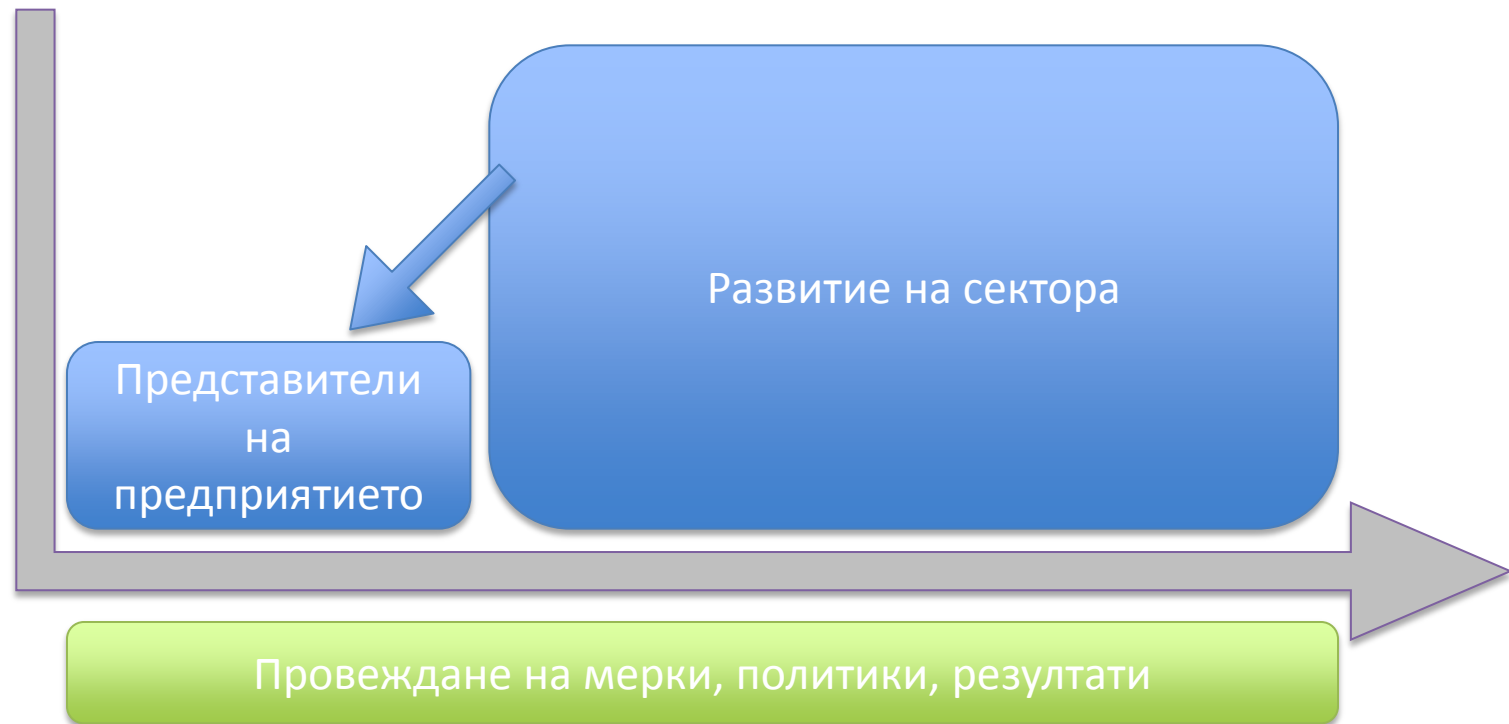 Развитие на сектора
Представители
на
предприятието
Провеждане на мерки, политики, резултати